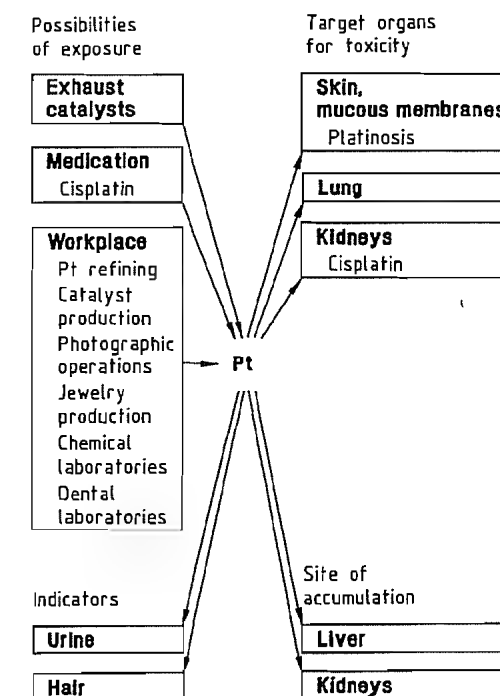 Possibilities
of exposure
Exhaust
catalysts
Medication
Cisplatin
Workplace
Pt refining
Catalyst
production
Photographic
operations
Jewelry
production
Chemical
laboratories
Dental
laboratories
Target organs
for toxicity
Skin,
mucous membranes
Platinosis
Lung
Kidneys
Cisplatin
Pt
Indicators
Urine
Hair
Site of
accumulation
Liver
Kidneys